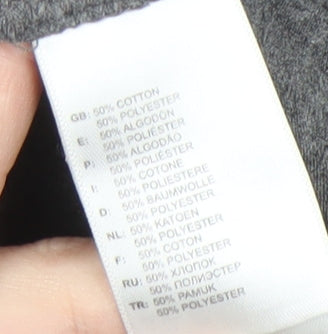 GB: 50% COTTON
50% POLYESTER
E: 50% ALGODÓN
50% POLIÉSTER
P: 50% ALGODÃO
50% POLIÉSTER
I: 50% COTONE
50% POLIESTERE
D: 50% BAUMWOLLE
50% POLYESTER
NL: 50% KATOEN
50% POLYESTER
F: 50% COTON
50% POLYESTER
RU: 50% ХЛОПОК
50% ПОЛИЭСТЕР
TR: 50% PAMUK
50% POLYESTER